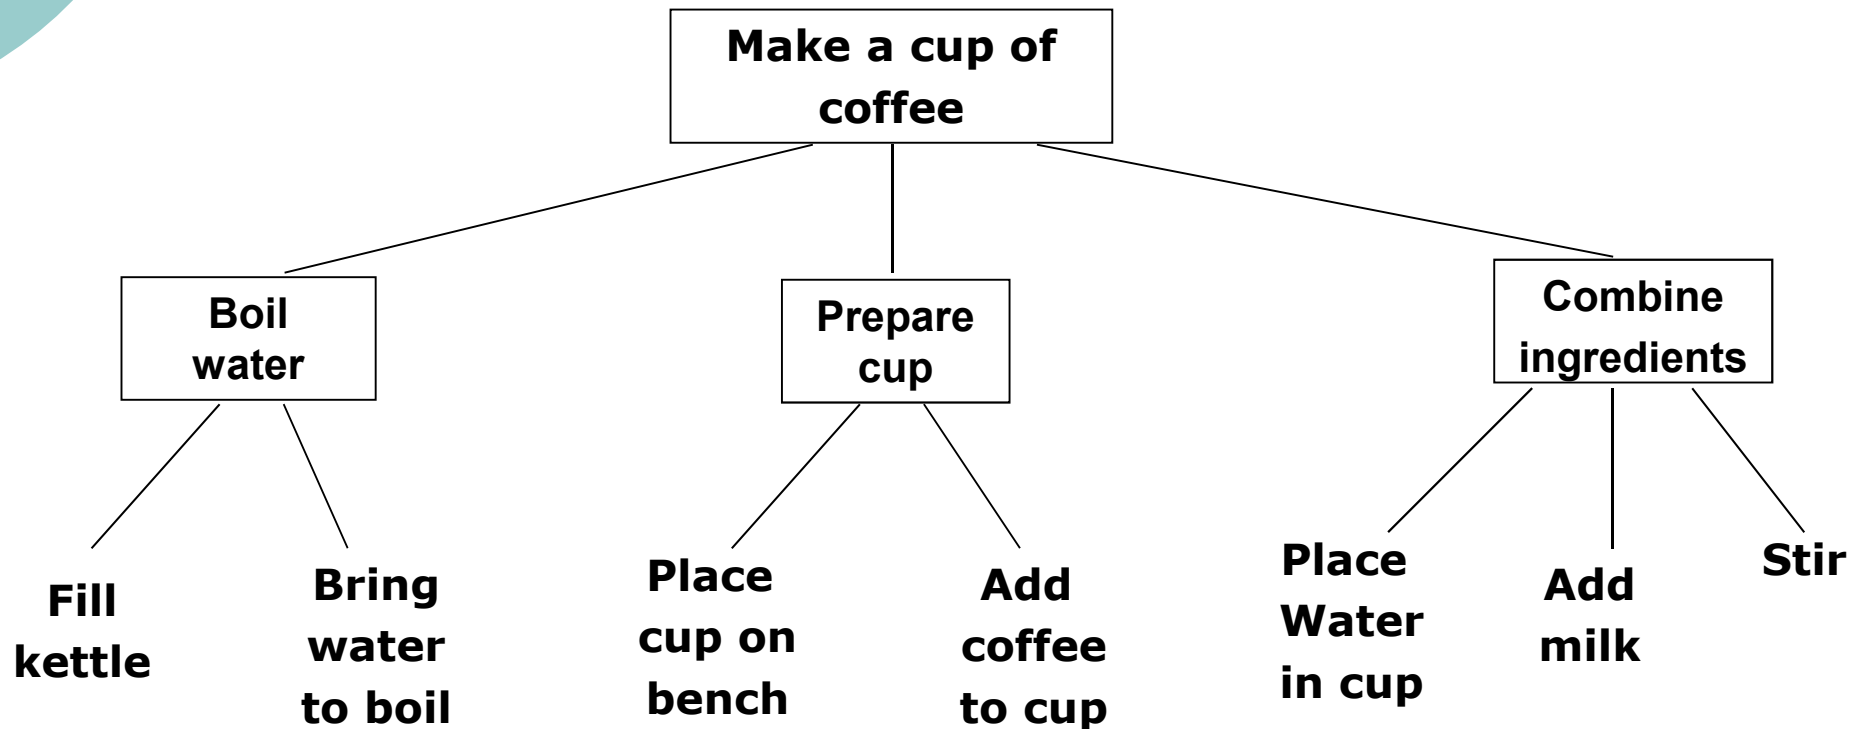 Make a cup of
coffee
Boil
water
Prepare
cup
Combine
ingredients
Fill
kettle
Bring
water
to boil
Place
cup on
bench
Add
coffee
to cup
Place
Water
in cup
Add
milk
Stir